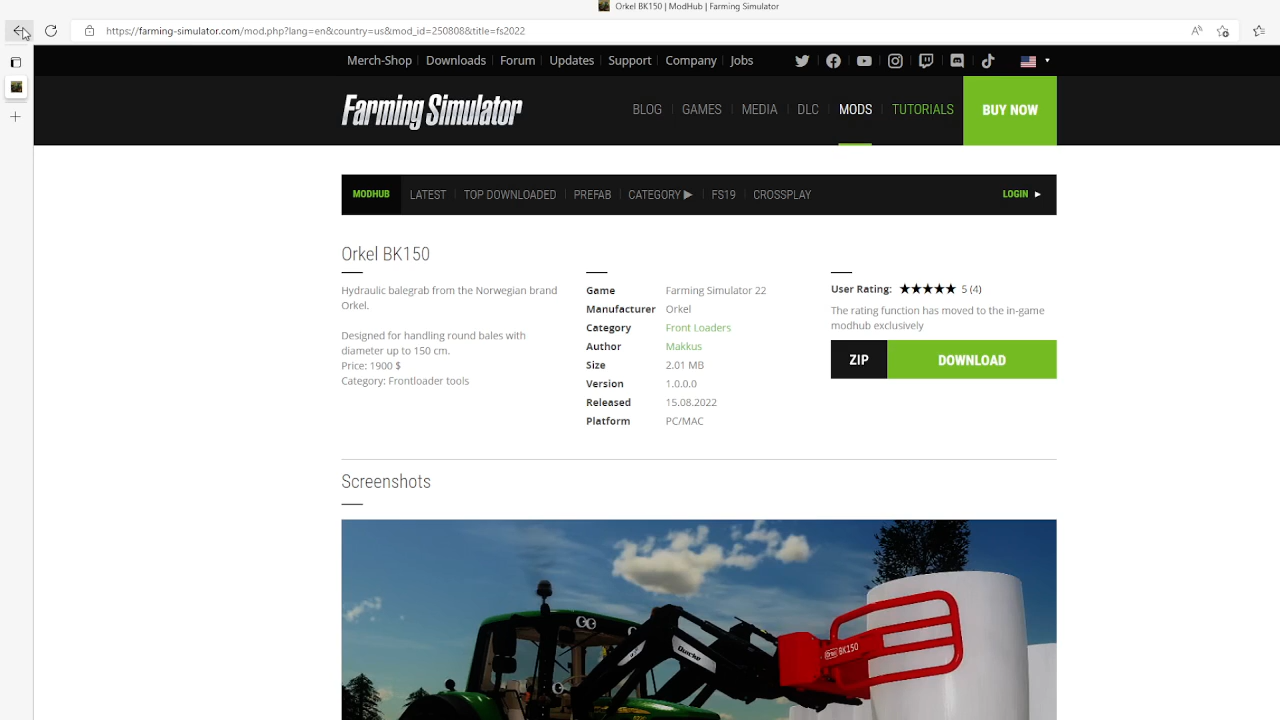 Orkel BK150 | ModHub | Farming Simulator
https://farming-simulator.com/mod.php?lang=en&country=us&mod_id=250808&title=fs2022
Merch-Shop Downloads Forum Updates Support Company Jobs
Farming Simulator
BLOG GAMES MEDIA DLC MODS TUTORIALS BUY NOW
MODHUB LATEST TOP DOWNLOADED PREFAB CATEGORY ▶ FS19 CROSSPLAY LOGIN ▶
Orkel BK150
Hydraulic balegrab from the Norwegian brand
Orkel.
Designed for handling round bales with
diameter up to 150 cm.
Price: 1900 $
Category: Frontloader tools
Game Farming Simulator 22
Manufacturer Orkel
Category Front Loaders
Author Makkus
Size 2.01 MB
Version 1.0.0.0
Released 15.08.2022
Platform PC/MAC
User Rating: ★★★★★ 5 (4)
The rating function has moved to the in-game
modhub exclusively
ZIP DOWNLOAD
Screenshots
Quicke
Orkel BK150